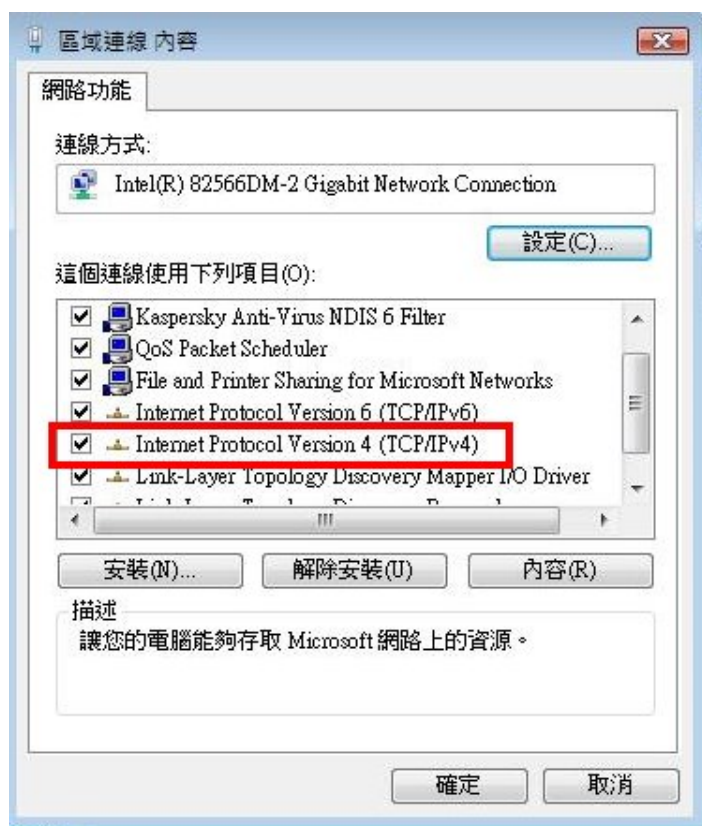 區域連線 內容
網路功能
連線方式:
Intel(R) 82566DM-2 Gigabit Network Connection
設定(C)...
這個連線使用下列項目(O):
Kaspersky Anti-Virus NDIS 6 Filter
QoS Packet Scheduler
File and Printer Sharing for Microsoft Networks
Internet Protocol Version 6 (TCP/IPv6)
Internet Protocol Version 4 (TCP/IPv4)
Link-Layer Topology Discovery Mapper I/O Driver
安裝(N)... 解除安裝(U) 內容(R)
描述
讓您的電腦能夠存取 Microsoft 網路上的資源。
確定 取消